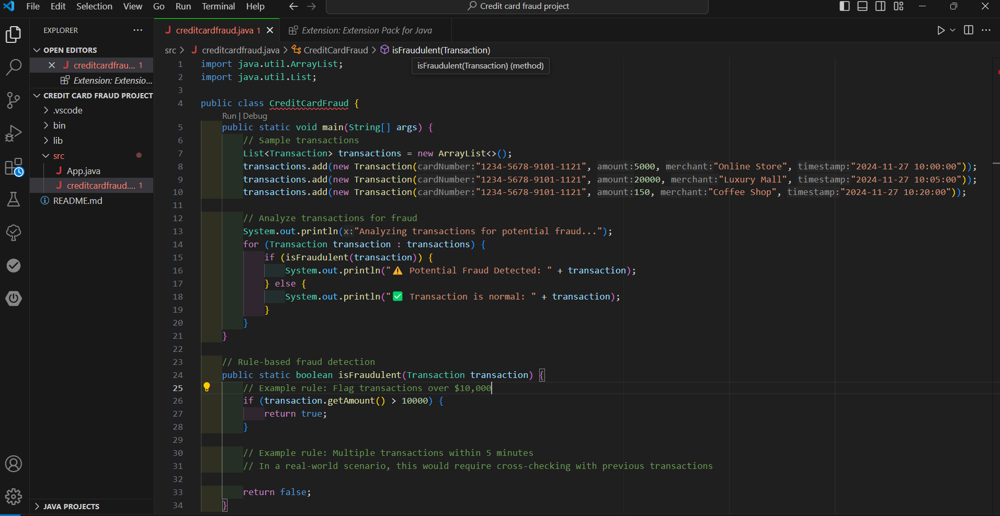 File Edit Selection View Go Run Terminal Help
Credit card fraud project
EXPLORER
OPEN EDITORS
creditcardfrau... 1
Extension: Extensio...
CREDIT CARD FRAUD PROJECT
.vscode
bin
lib
src
App.java
creditcardfraud.... 1
README.md
JAVA PROJECTS
creditcardfraud.java 1
Extension: Extension Pack for Java
src > creditcardfraud.java > CreditCardFraud > isFraudulent(Transaction)
isFraudulent(Transaction) (method)
1 import java.util.ArrayList;
2 import java.util.List;
3
4 public class CreditCardFraud {
Run | Debug
5 public static void main(String[] args) {
6 // Sample transactions
7 List<Transaction> transactions = new ArrayList<>();
8 transactions.add(new Transaction(cardNumber:"1234-5678-9101-1121", amount:5000, merchant:"Online Store", timestamp:"2024-11-27 10:00:00"));
9 transactions.add(new Transaction(cardNumber:"1234-5678-9101-1121", amount:20000, merchant:"Luxury Mall", timestamp:"2024-11-27 10:05:00"));
10 transactions.add(new Transaction(cardNumber:"1234-5678-9101-1121", amount:150, merchant:"Coffee Shop", timestamp:"2024-11-27 10:20:00"));
11
12 // Analyze transactions for fraud
13 System.out.println(x:"Analyzing transactions for potential fraud...");
14 for (Transaction transaction : transactions) {
15 if (isFraudulent(transaction)) {
16 System.out.println("⚠️ Potential Fraud Detected: " + transaction);
17 } else {
18 System.out.println("✅ Transaction is normal: " + transaction);
19 }
20 }
21 }
22
23 // Rule-based fraud detection
24 public static boolean isFraudulent(Transaction transaction) {
25 // Example rule: Flag transactions over $10,000
26 if (transaction.getAmount() > 10000) {
27 return true;
28 }
29
30 // Example rule: Multiple transactions within 5 minutes
31 // In a real-world scenario, this would require cross-checking with previous transactions
32
33 return false;
34 }